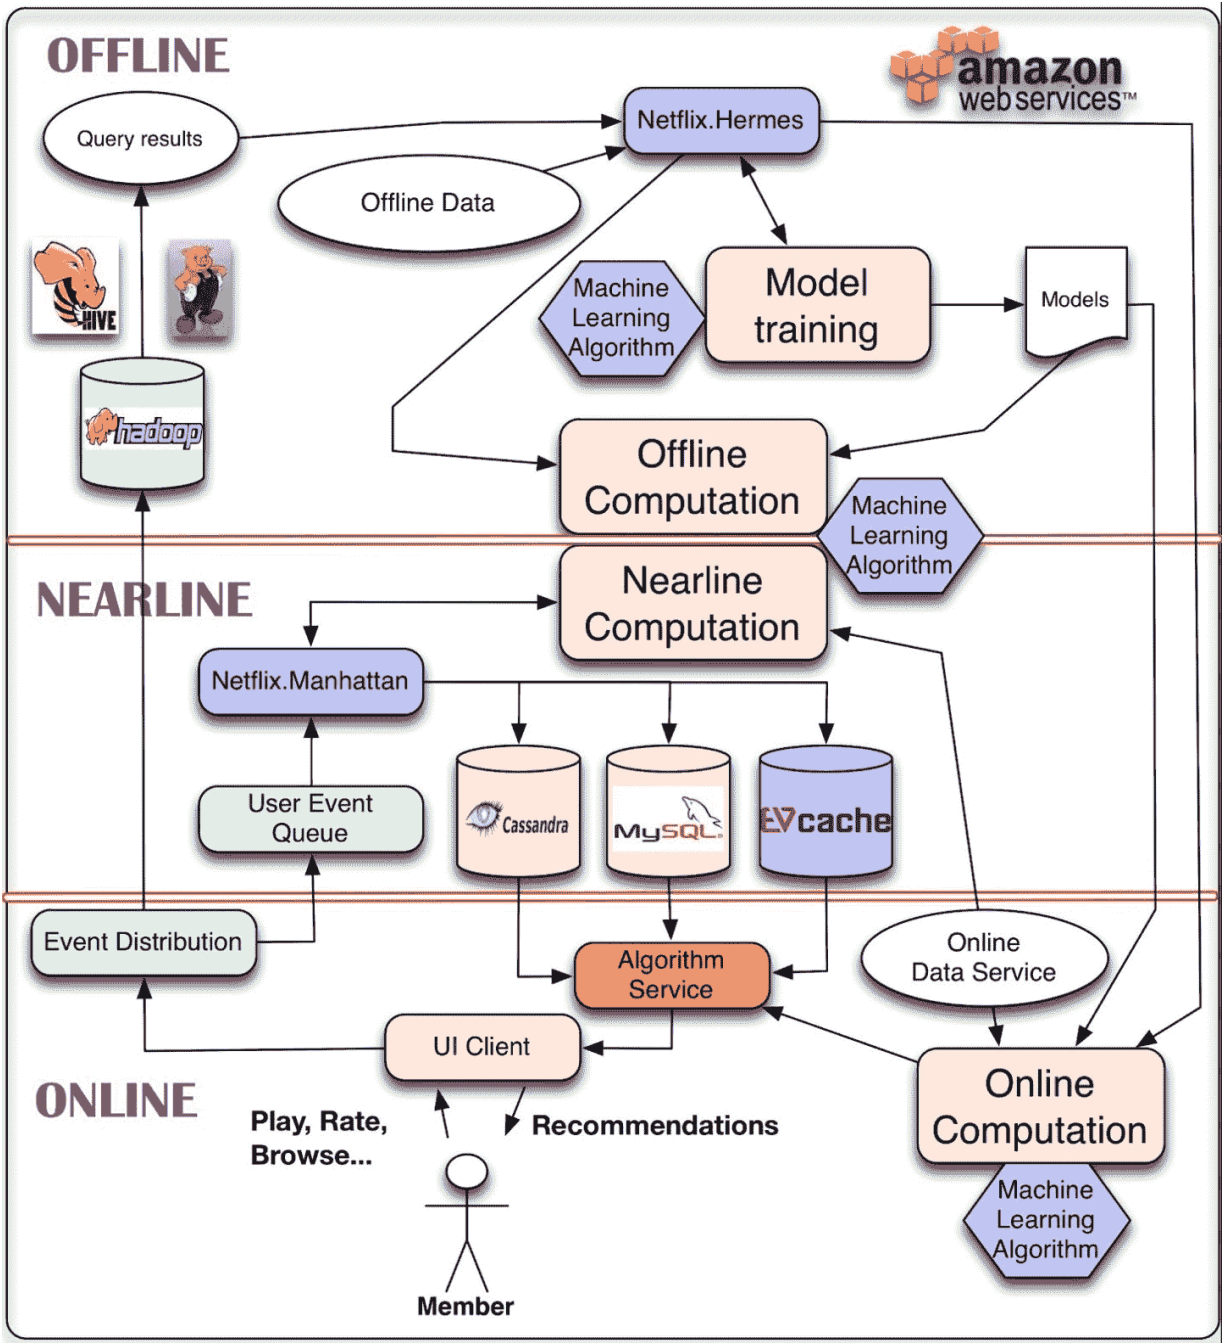 OFFLINE
amazon
web services™
Query results
Netflix.Hermes
Offline Data
HIVE
Machine
Learning
Algorithm
Model
training
Models
hadoop
Offline
Computation
Machine
Learning
Algorithm
NEARLINE
Nearline
Computation
Netflix.Manhattan
User Event
Queue
Cassandra
MySQL®
EVcache
Event Distribution
Algorithm
Service
Online
Data Service
UI Client
ONLINE
Play, Rate,
Browse...
Recommendations
Online
Computation
Machine
Learning
Algorithm
Member